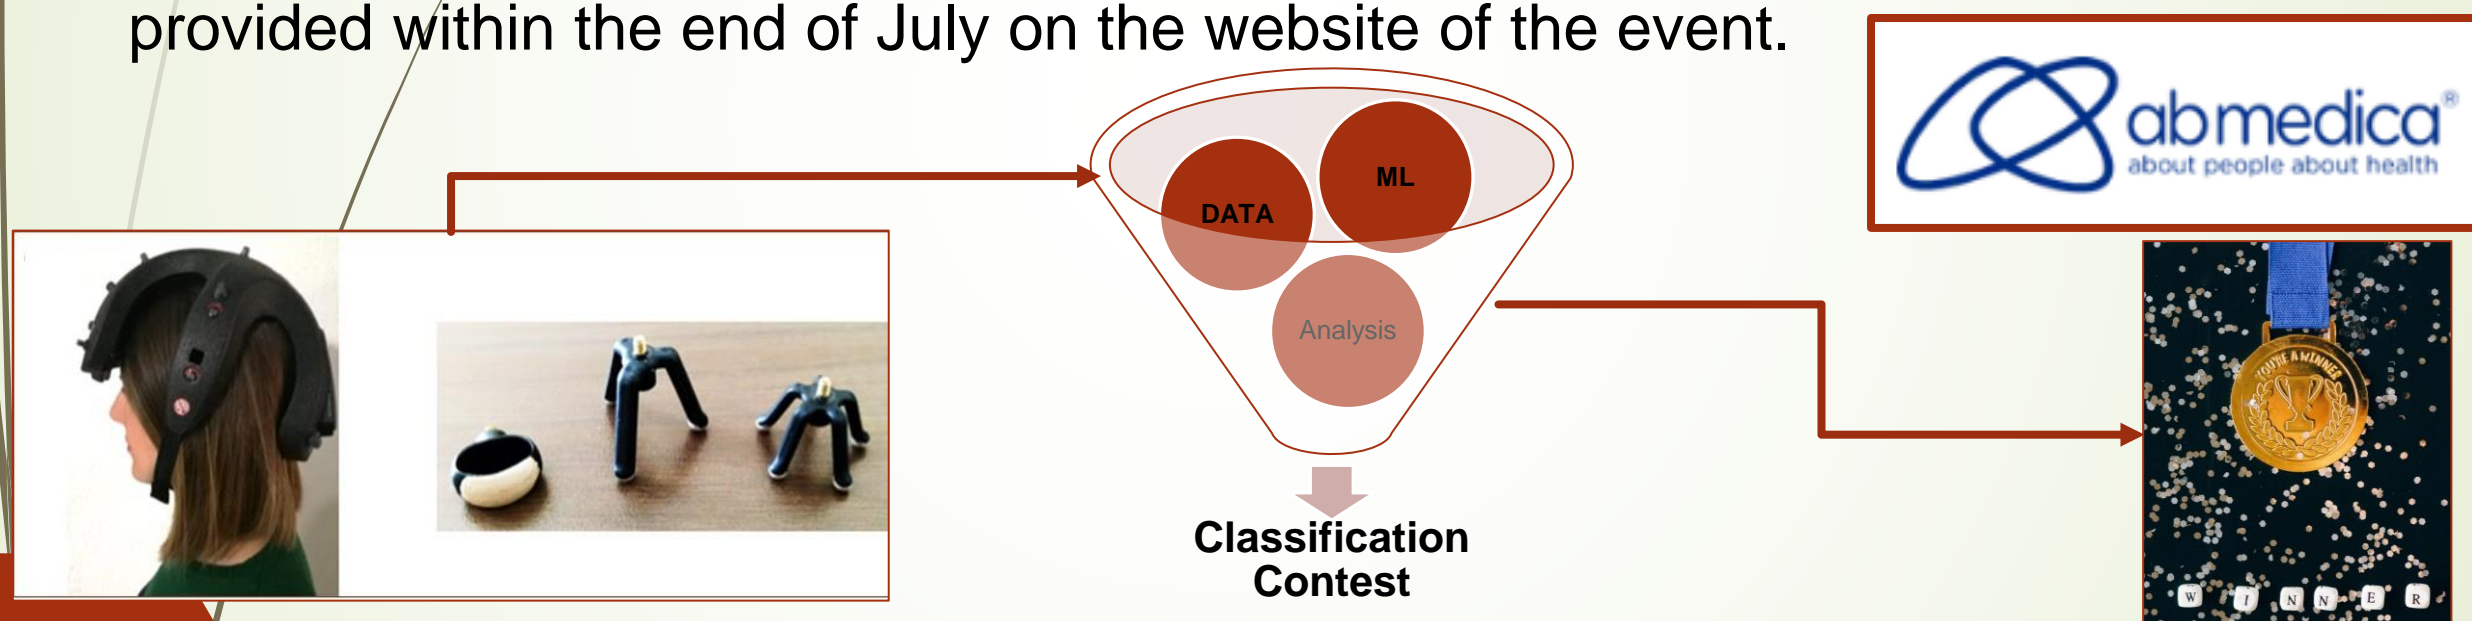 provided within the end of July on the website of the event.
abmedica®
about people about health
ML
DATA
Analysis
YOU'RE A WINNER
Classification
Contest
W I N N E R